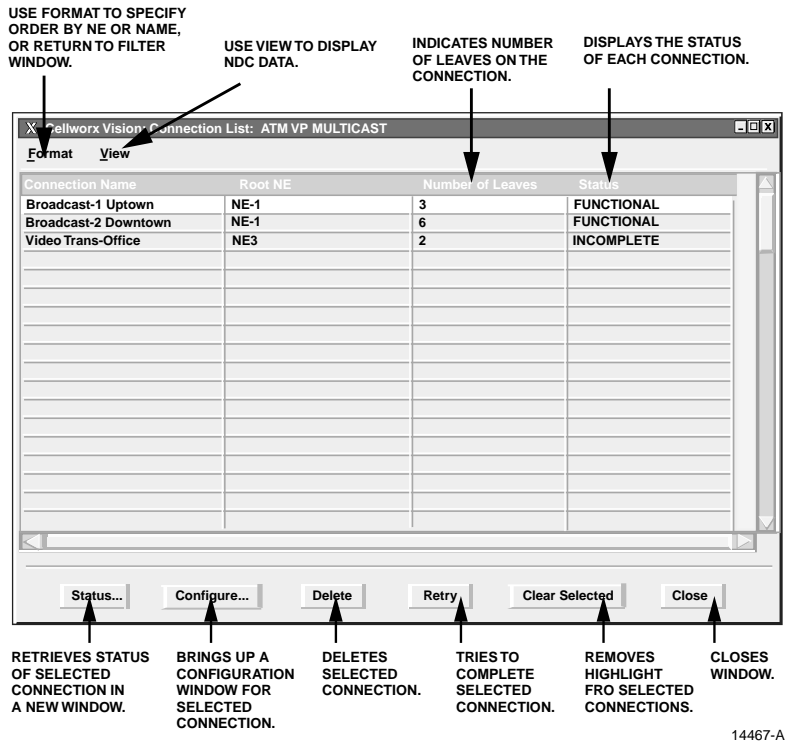 USE FORMAT TO SPECIFY
ORDER BY NE OR NAME,
OR RETURN TO FILTER
WINDOW.
USE VIEW TO DISPLAY
NDC DATA.
INDICATES NUMBER
OF LEAVES ON THE
CONNECTION.
DISPLAYS THE STATUS
OF EACH CONNECTION.
X Cellworx Vision: Connection List: ATM VP MULTICAST X
Format View
Connection Name Root NE Number of Leaves Status
Broadcast-1 Uptown NE-1 3 FUNCTIONAL
Broadcast-2 Downtown NE-1 6 FUNCTIONAL
Video Trans-Office NE3 2 INCOMPLETE
Status... Configure... Delete Retry Clear Selected Close
RETRIEVES STATUS
OF SELECTED
CONNECTION IN
A NEW WINDOW.
BRINGS UP A
CONFIGURATION
WINDOW FOR
SELECTED
CONNECTION.
DELETES
SELECTED
CONNECTION.
TRIES TO
COMPLETE
SELECTED
CONNECTION.
REMOVES
HIGHLIGHT
FRO SELECTED
CONNECTIONS.
CLOSES
WINDOW.
14467-A